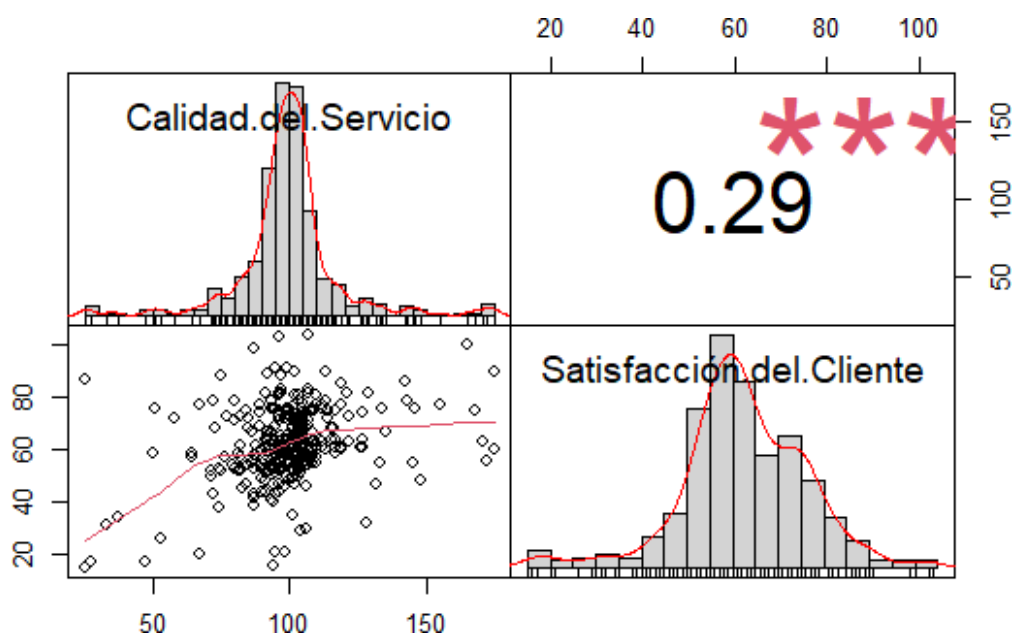 20 40 60 80 100
Calidad.del.Servicio
***
0.29
50 100 150
Satisfacción.del.Cliente
20 40 60 80
50 100 150